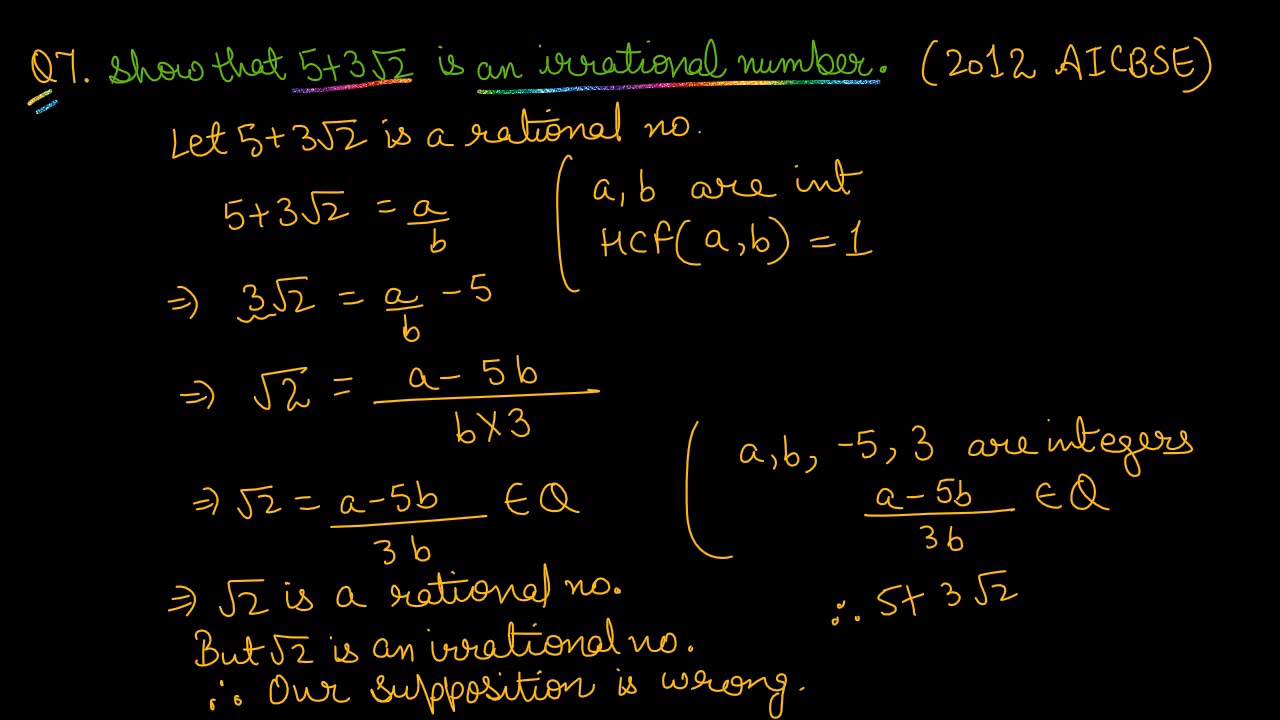 Q7. Show that 5+3√2 is an irrational number. (2012 AICBSE)
Let 5+3√2 is a rational no.
5+3√2 = a/b
( a, b are int
HCF(a,b) = 1
⇒ 3√2 = a/b - 5
⇒ √2 = (a - 5b)/(b×3)
⇒ √2 = (a-5b)/(3b) ∈ Q
( a, b, -5, 3 are integers
(a-5b)/(3b) ∈ Q
⇒ √2 is a rational no.
∴ 5+ 3√2
But √2 is an irrational no.
∴ Our supposition is wrong.